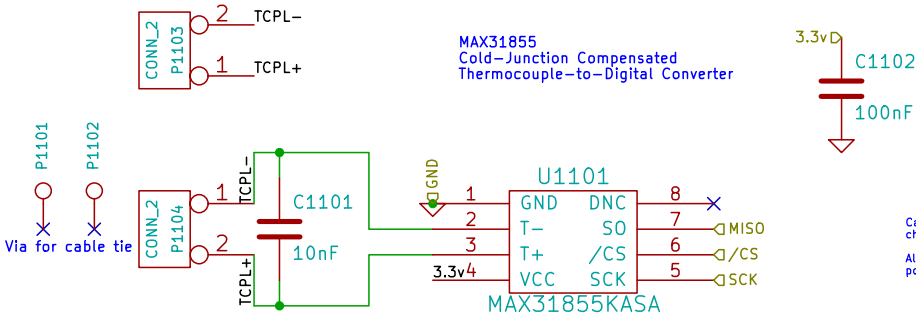 CONN_2
P1103
2
TCPL-
1
TCPL+
MAX31855
Cold-Junction Compensated
Thermocouple-to-Digital Converter
3.3v
C1102
100nF
P1101
P1102
Via for cable tie
CONN_2
P1104
1
TCPL-
2
TCPL+
C1101
10nF
GND
U1101
1
GND
DNC
8
2
T-
SO
7
MISO
3
T+
/CS
6
/CS
3.3v
4
VCC
SCK
5
SCK
MAX31855KASA